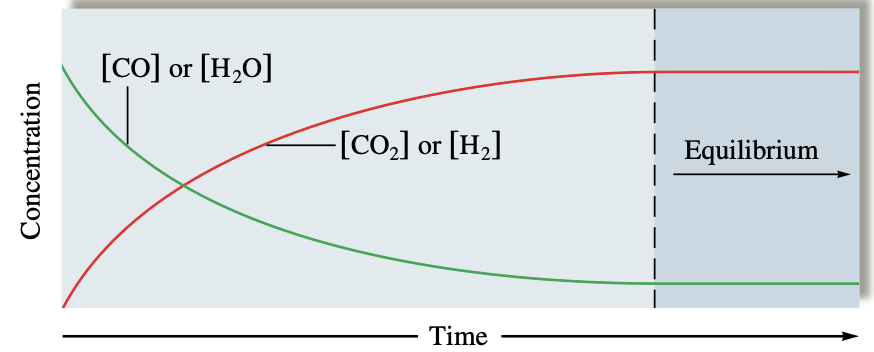 [CO] or [H₂O]
[CO₂] or [H₂]
Equilibrium
Concentration
Time